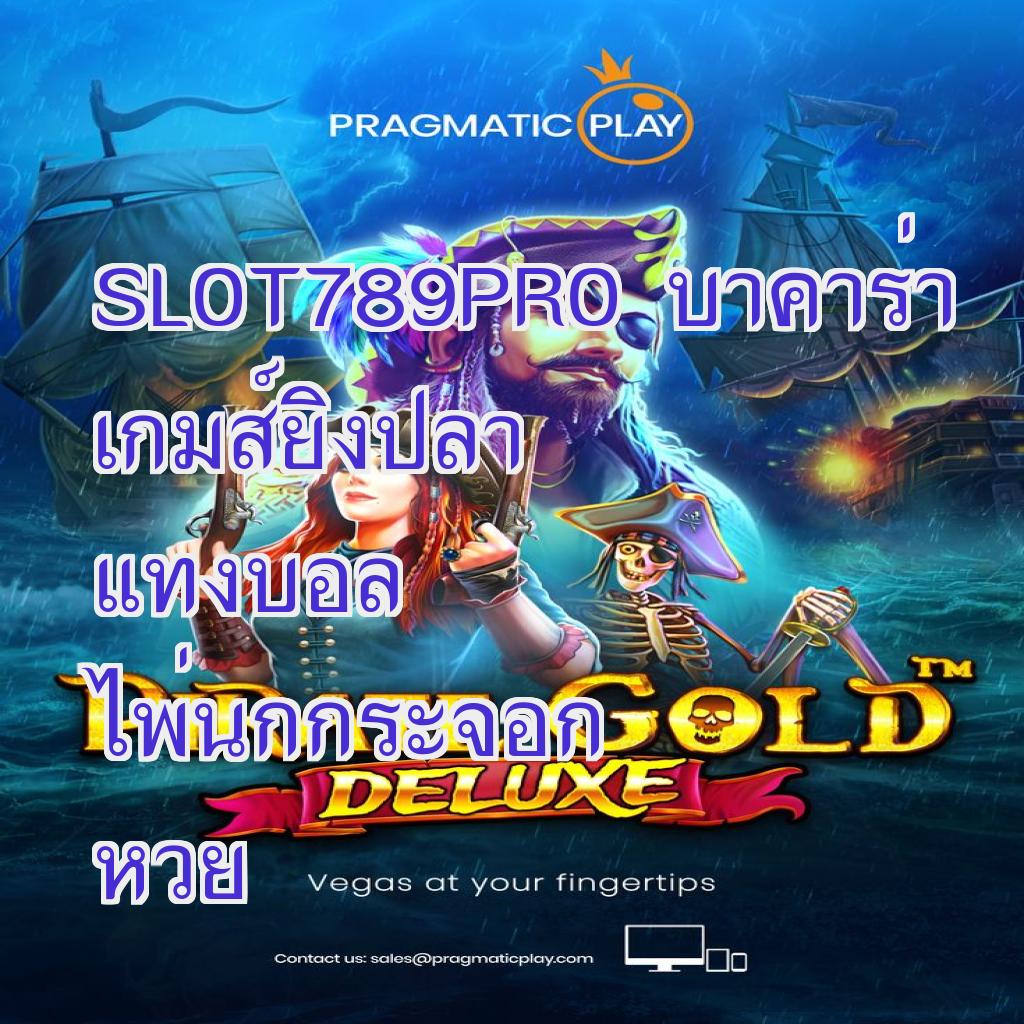 PRAGMATIC PLAY
SLOT789PRO บาคาร่า
เกมส์ยิงปลา
แทงบอล
ไพ่นกกระจอก
PIRATE GOLD™
DELUXE
หวย
Vegas at your fingertips
Contact us: sales@pragmaticplay.com